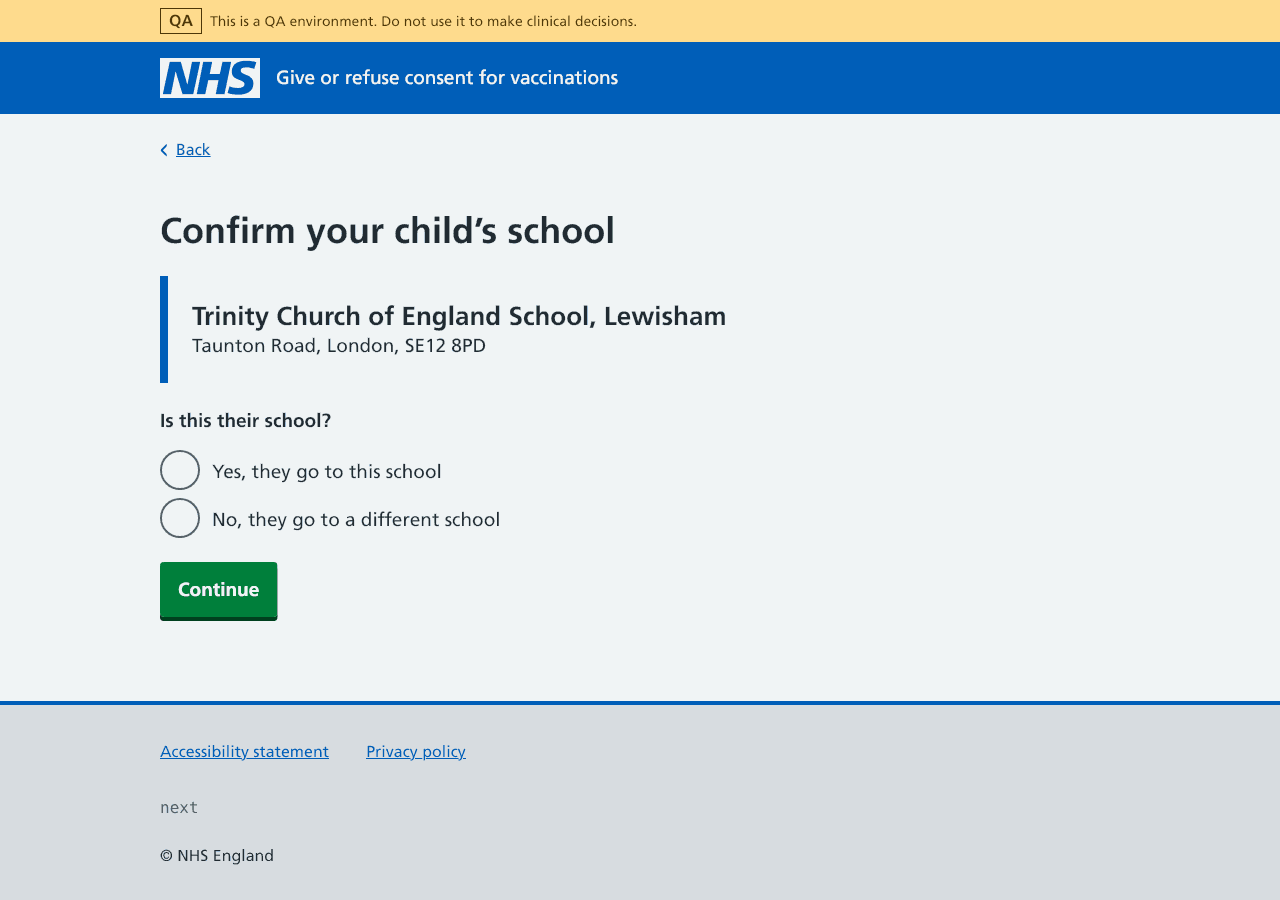 QA This is a QA environment. Do not use it to make clinical decisions.
NHS Give or refuse consent for vaccinations
Back
Confirm your child’s school
Trinity Church of England School, Lewisham
Taunton Road, London, SE12 8PD
Is this their school?
Yes, they go to this school
No, they go to a different school
Continue
Accessibility statement Privacy policy
next
© NHS England